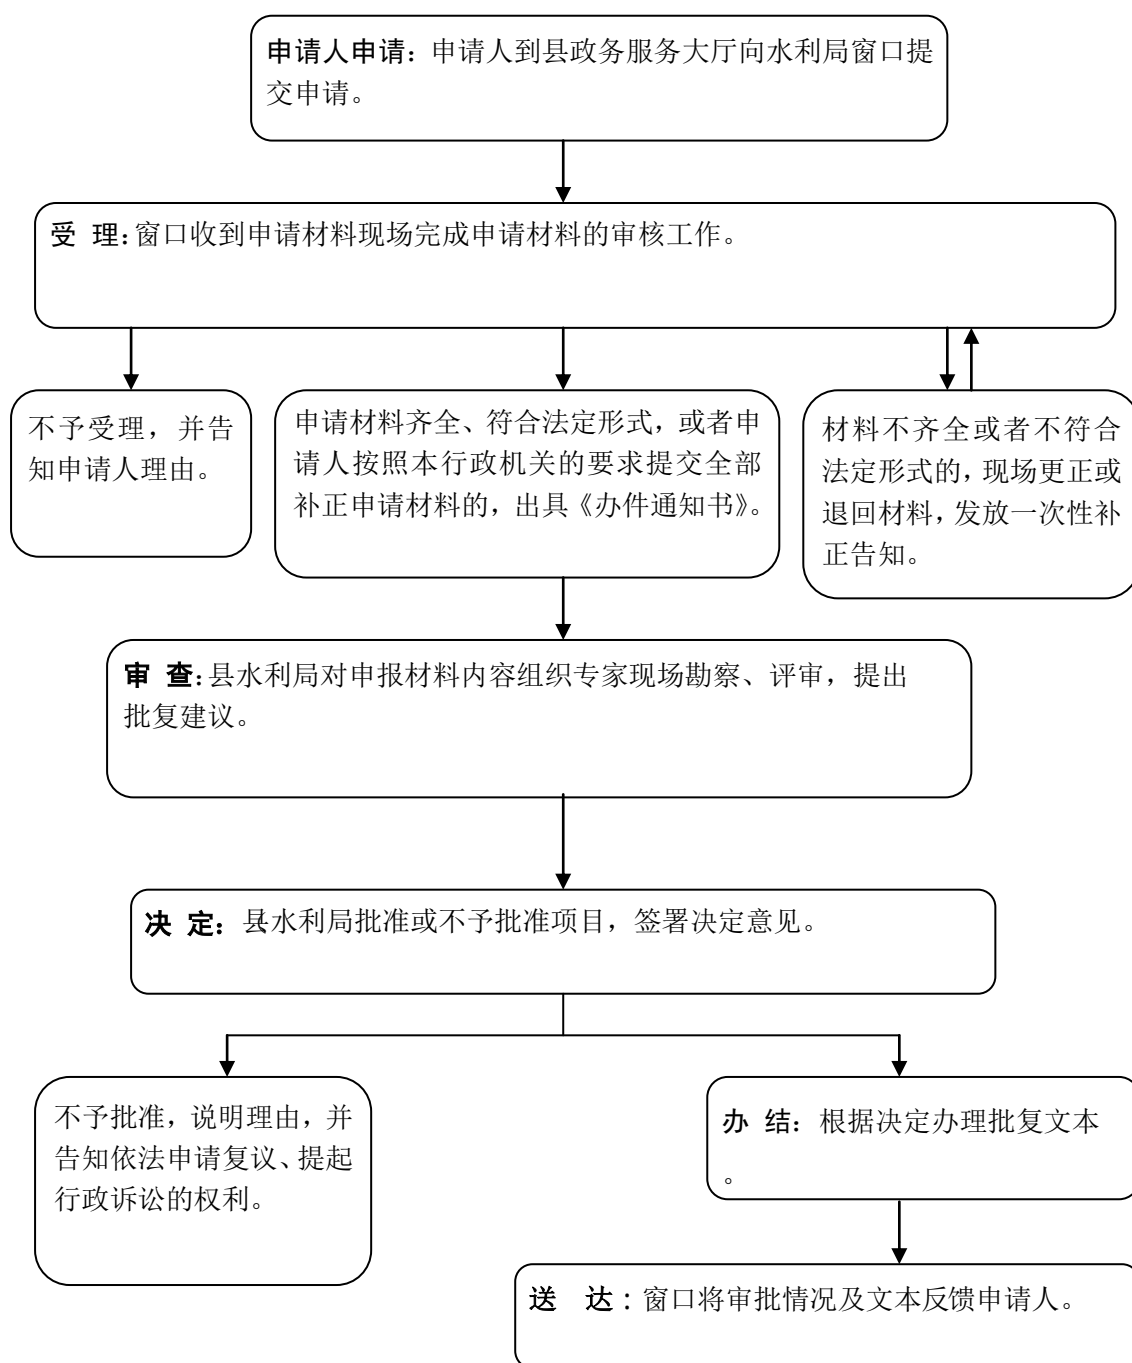 申请人申请：申请人到县政务服务大厅向水利局窗口提
交申请。
受 理：窗口收到申请材料现场完成申请材料的审核工作。
不予受理，并告
知申请人理由。
申请材料齐全、符合法定形式，或者申
请人按照本行政机关的要求提交全部
补正申请材料的，出具《办件通知书》。
材料不齐全或者不符合
法定形式的，现场更正或
退回材料，发放一次性补
正告知。
审 查：县水利局对申报材料内容组织专家现场勘察、评审，提出
批复建议。
决 定：县水利局批准或不予批准项目，签署决定意见。
不予批准，说明理由，并
告知依法申请复议、提起
行政诉讼的权利。
办 结：根据决定办理批复文本
。
送 达：窗口将审批情况及文本反馈申请人。